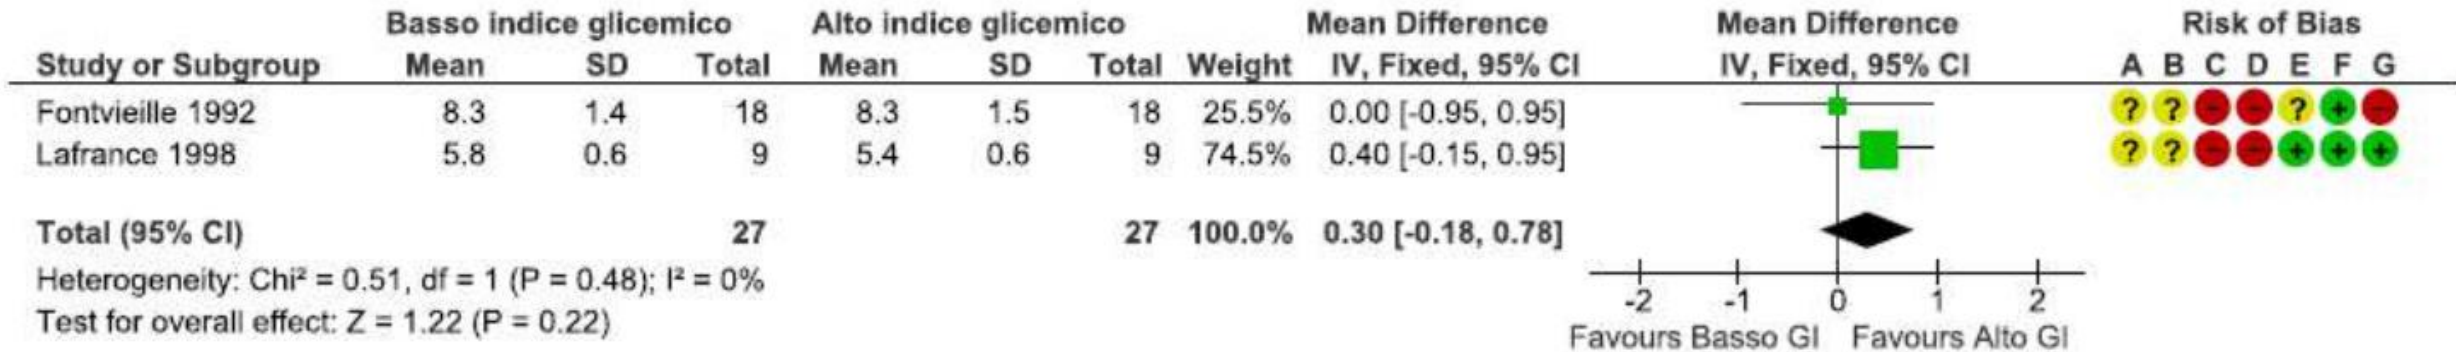 Basso indice glicemico Alto indice glicemico Mean Difference Mean Difference Risk of Bias
Study or Subgroup Mean SD Total Mean SD Total Weight IV, Fixed, 95% CI IV, Fixed, 95% CI A B C D E F G
Fontvieille 1992 8.3 1.4 18 8.3 1.5 18 25.5% 0.00 [-0.95, 0.95] ? ? - - ? + -
Lafrance 1998 5.8 0.6 9 5.4 0.6 9 74.5% 0.40 [-0.15, 0.95] ? ? - - + + +
Total (95% CI) 27 27 100.0% 0.30 [-0.18, 0.78]
Heterogeneity: Chi² = 0.51, df = 1 (P = 0.48); I² = 0%
Test for overall effect: Z = 1.22 (P = 0.22)
-2 -1 0 1 2
Favours Basso GI Favours Alto GI